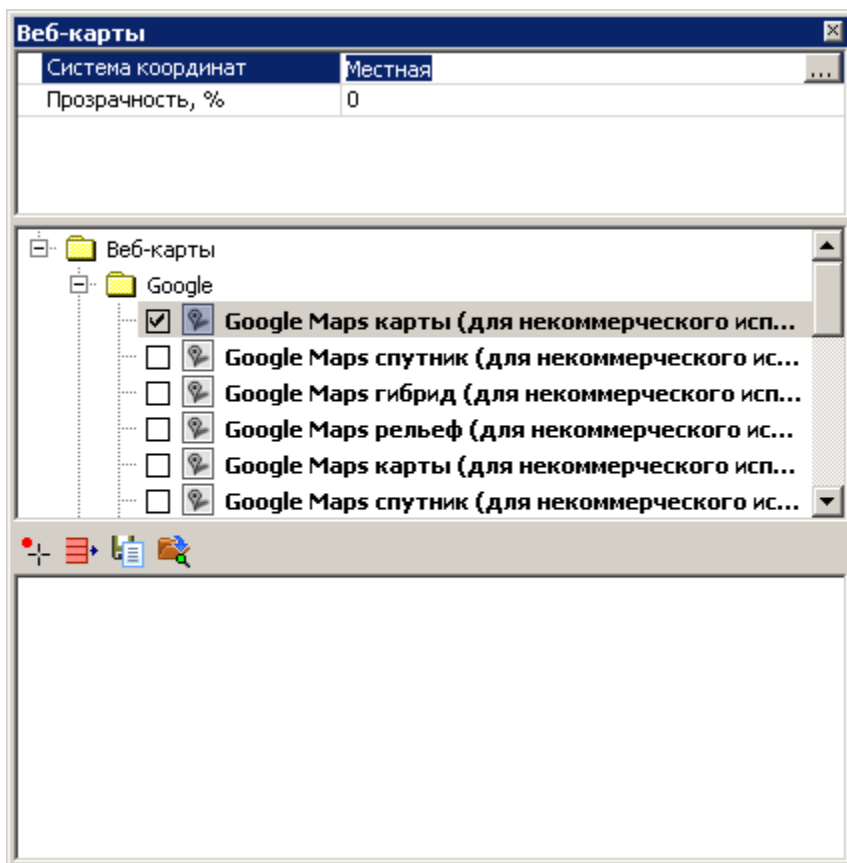 Веб-карты
Система координат Местная ...
Прозрачность, % 0
Веб-карты
Google
Google Maps карты (для некоммерческого исп...
Google Maps спутник (для некоммерческого ис...
Google Maps гибрид (для некоммерческого исп...
Google Maps рельеф (для некоммерческого ис...
Google Maps карты (для некоммерческого исп...
Google Maps спутник (для некоммерческого ис...